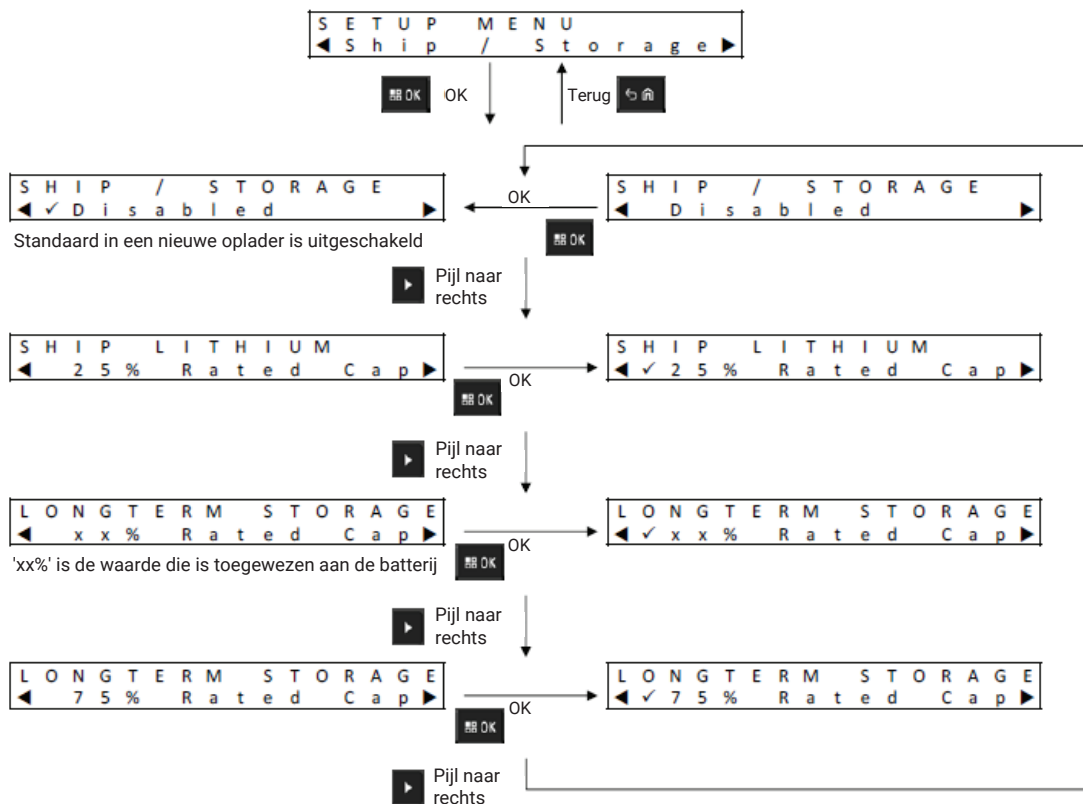 SETUP MENU
◀Ship / Storage▶
OK OK Terug
SHIP / STORAGE
◀✓Disabled ▶
OK
SHIP / STORAGE
◀ Disabled ▶
OK
Standaard in een nieuwe oplader is uitgeschakeld
Pijl naar
rechts
SHIP LITHIUM
◀ 25% Rated Cap▶
OK
OK
SHIP LITHIUM
◀✓25% Rated Cap▶
Pijl naar
rechts
LONGTERM STORAGE
◀ xx% Rated Cap▶
OK
OK
LONGTERM STORAGE
◀✓xx% Rated Cap▶
'xx%' is de waarde die is toegewezen aan de batterij
Pijl naar
rechts
LONGTERM STORAGE
◀ 75% Rated Cap▶
OK
OK
LONGTERM STORAGE
◀✓75% Rated Cap▶
Pijl naar
rechts